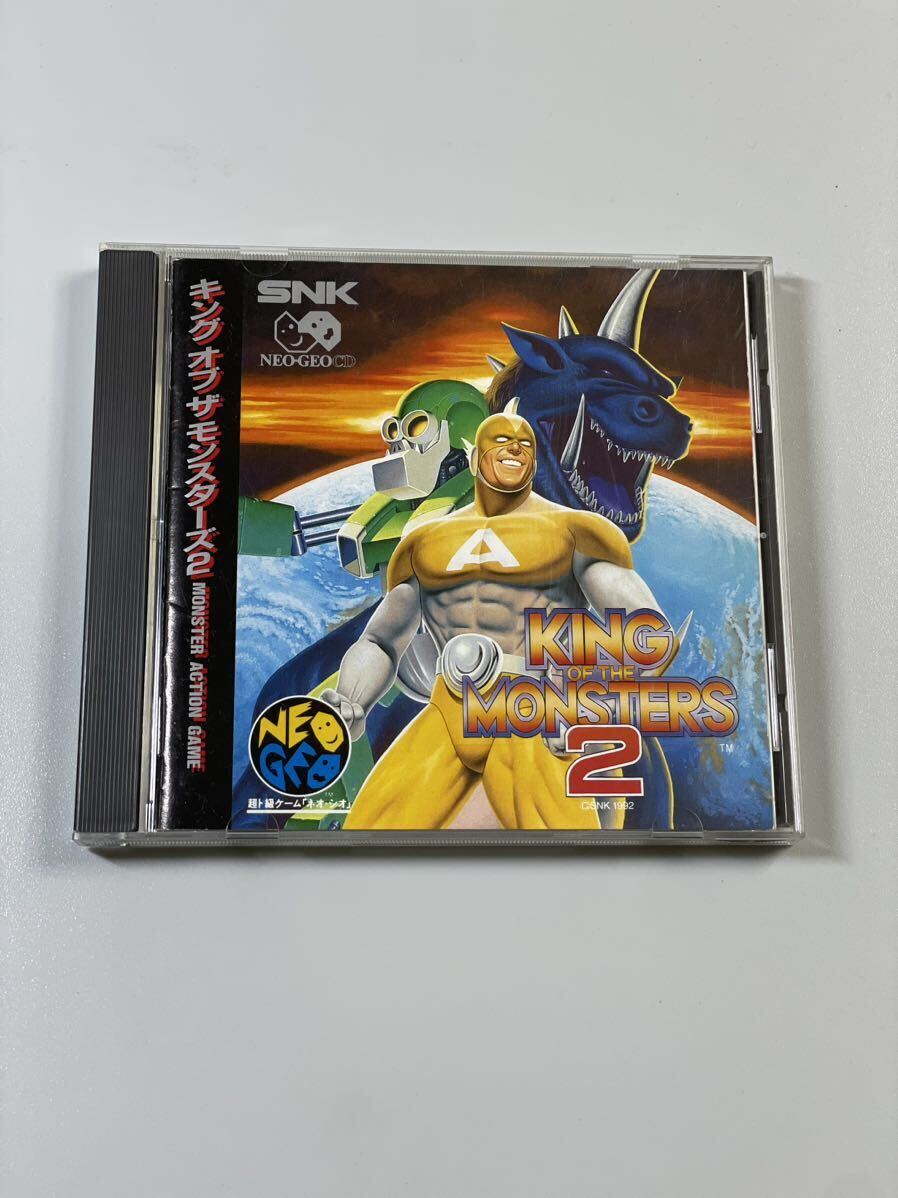 キング オブ ザ モンスターズ2 MONSTER ACTION GAME
SNK
NEO·GEO CD
A
KING
OF THE
MONSTERS
2
TM
©SNK 1992
NEO
GEO
TM
超ド級ゲーム「ネオ・ジオ」